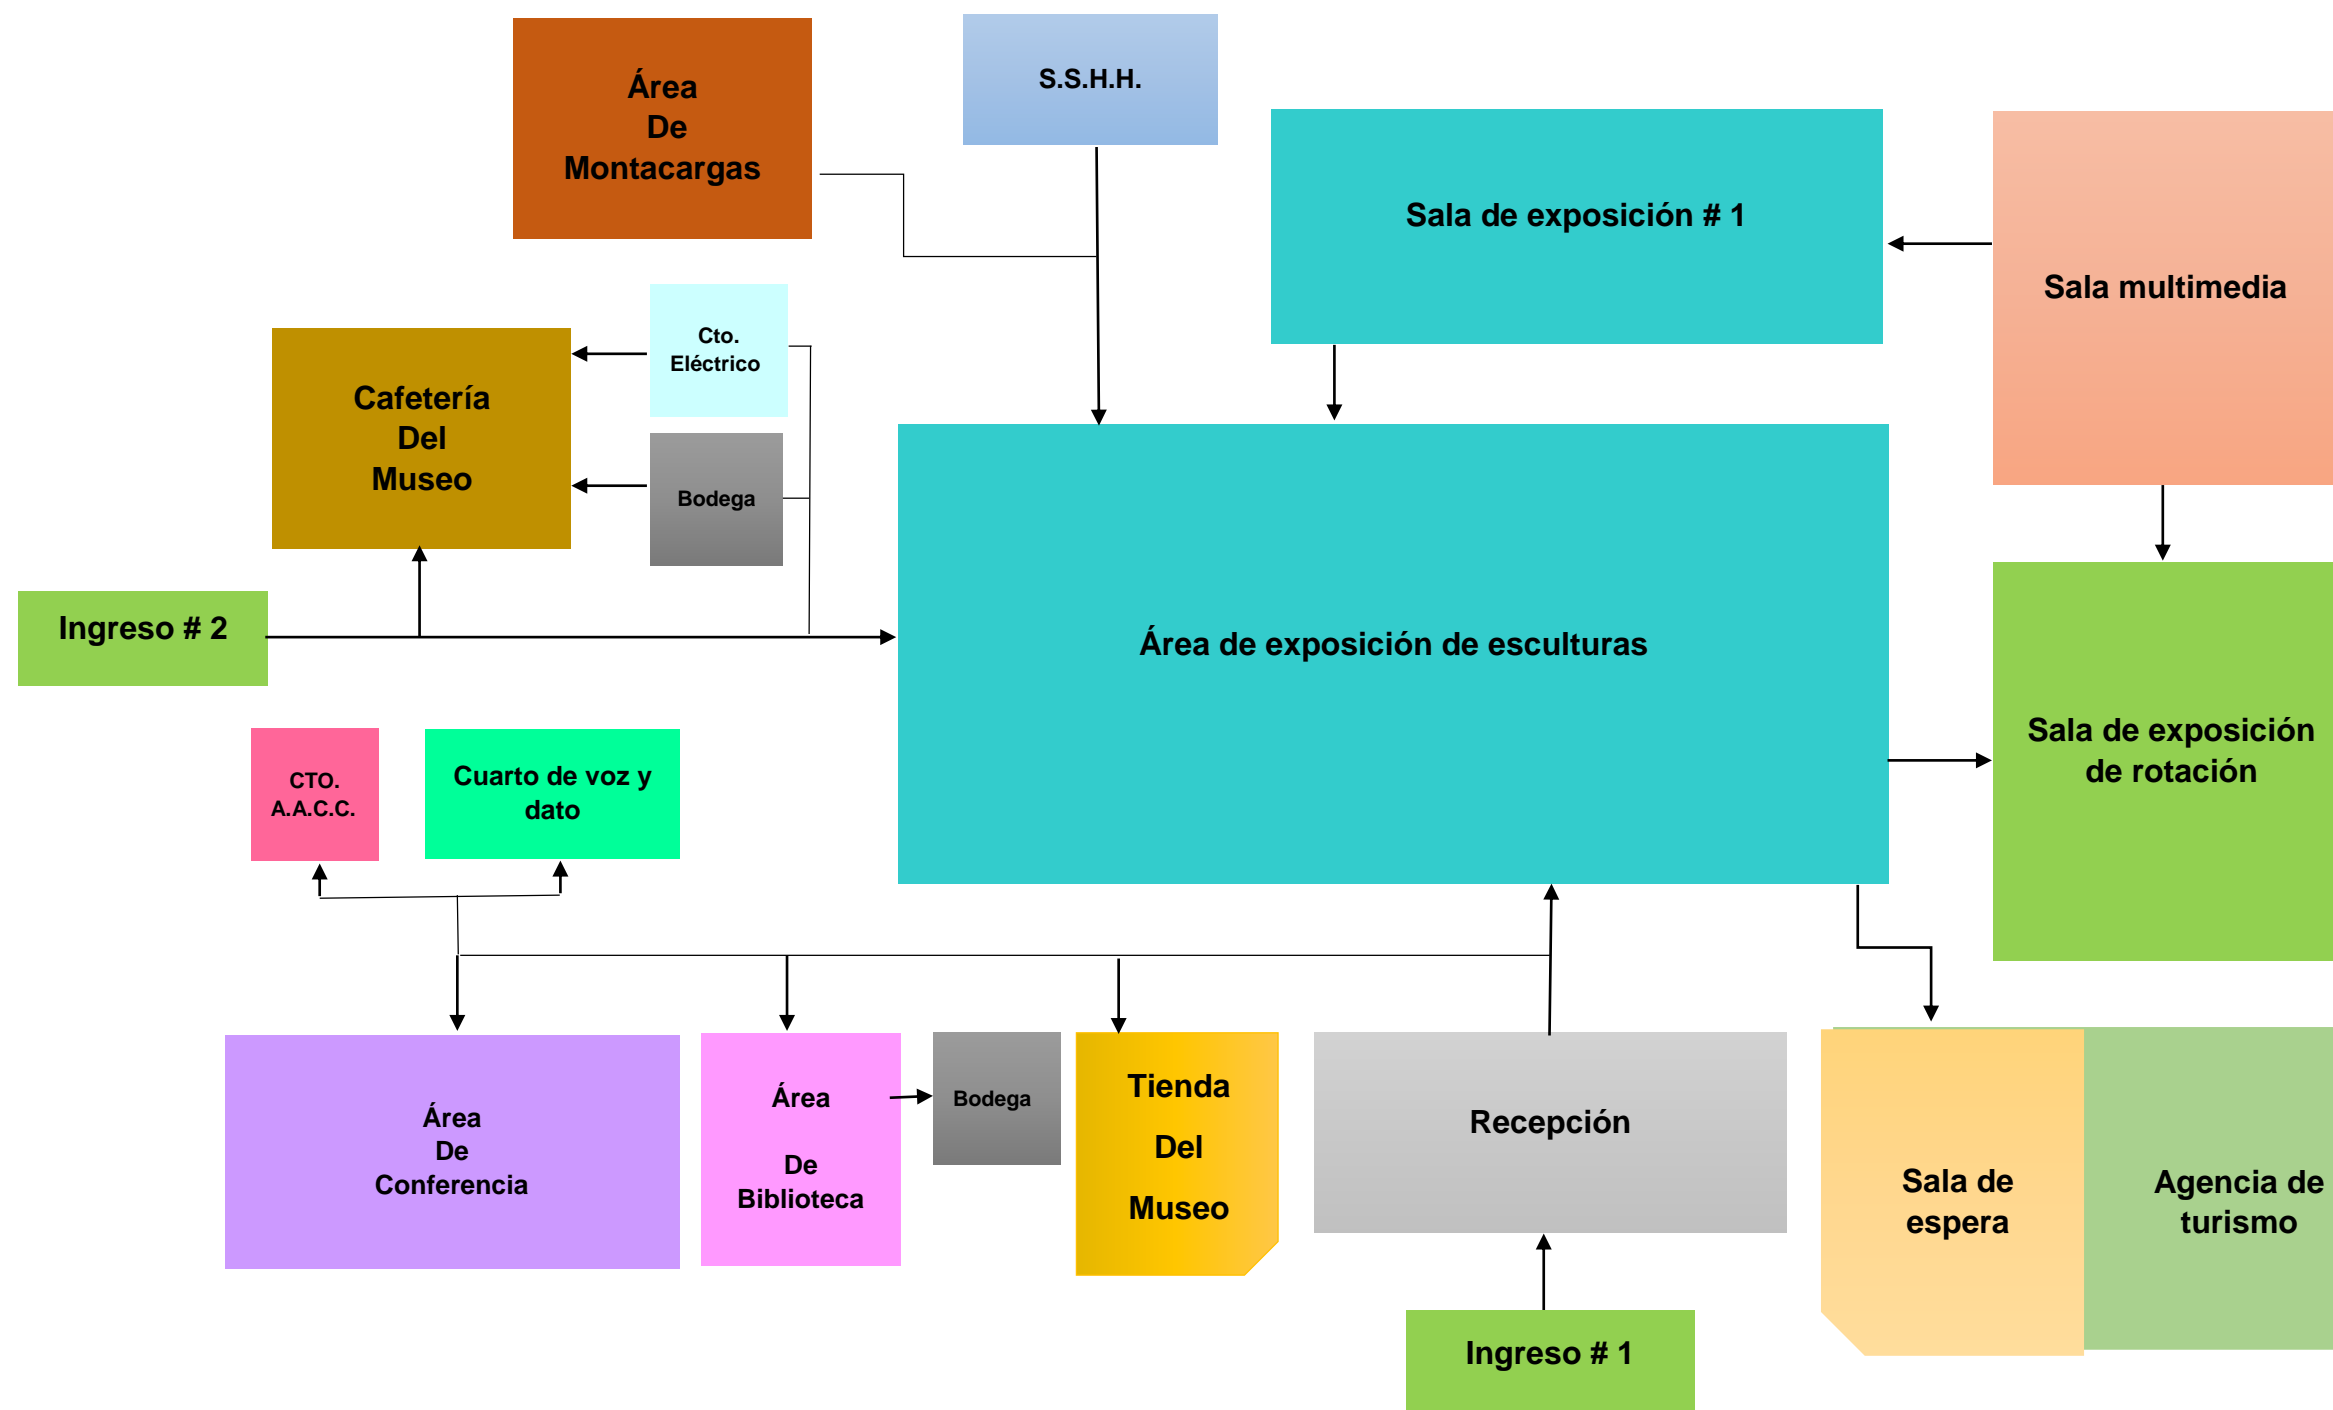 Área
De
Montacargas
S.S.H.H.
Sala de exposición # 1
Sala multimedia
Cto.
Eléctrico
Cafetería
Del
Museo
Bodega
Ingreso # 2
Área de exposición de esculturas
Sala de exposición
de rotación
CTO.
A.A.C.C.
Cuarto de voz y
dato
Área
De
Conferencia
Área
De
Biblioteca
Bodega
Tienda
Del
Museo
Recepción
Sala de
espera
Agencia de
turismo
Ingreso # 1